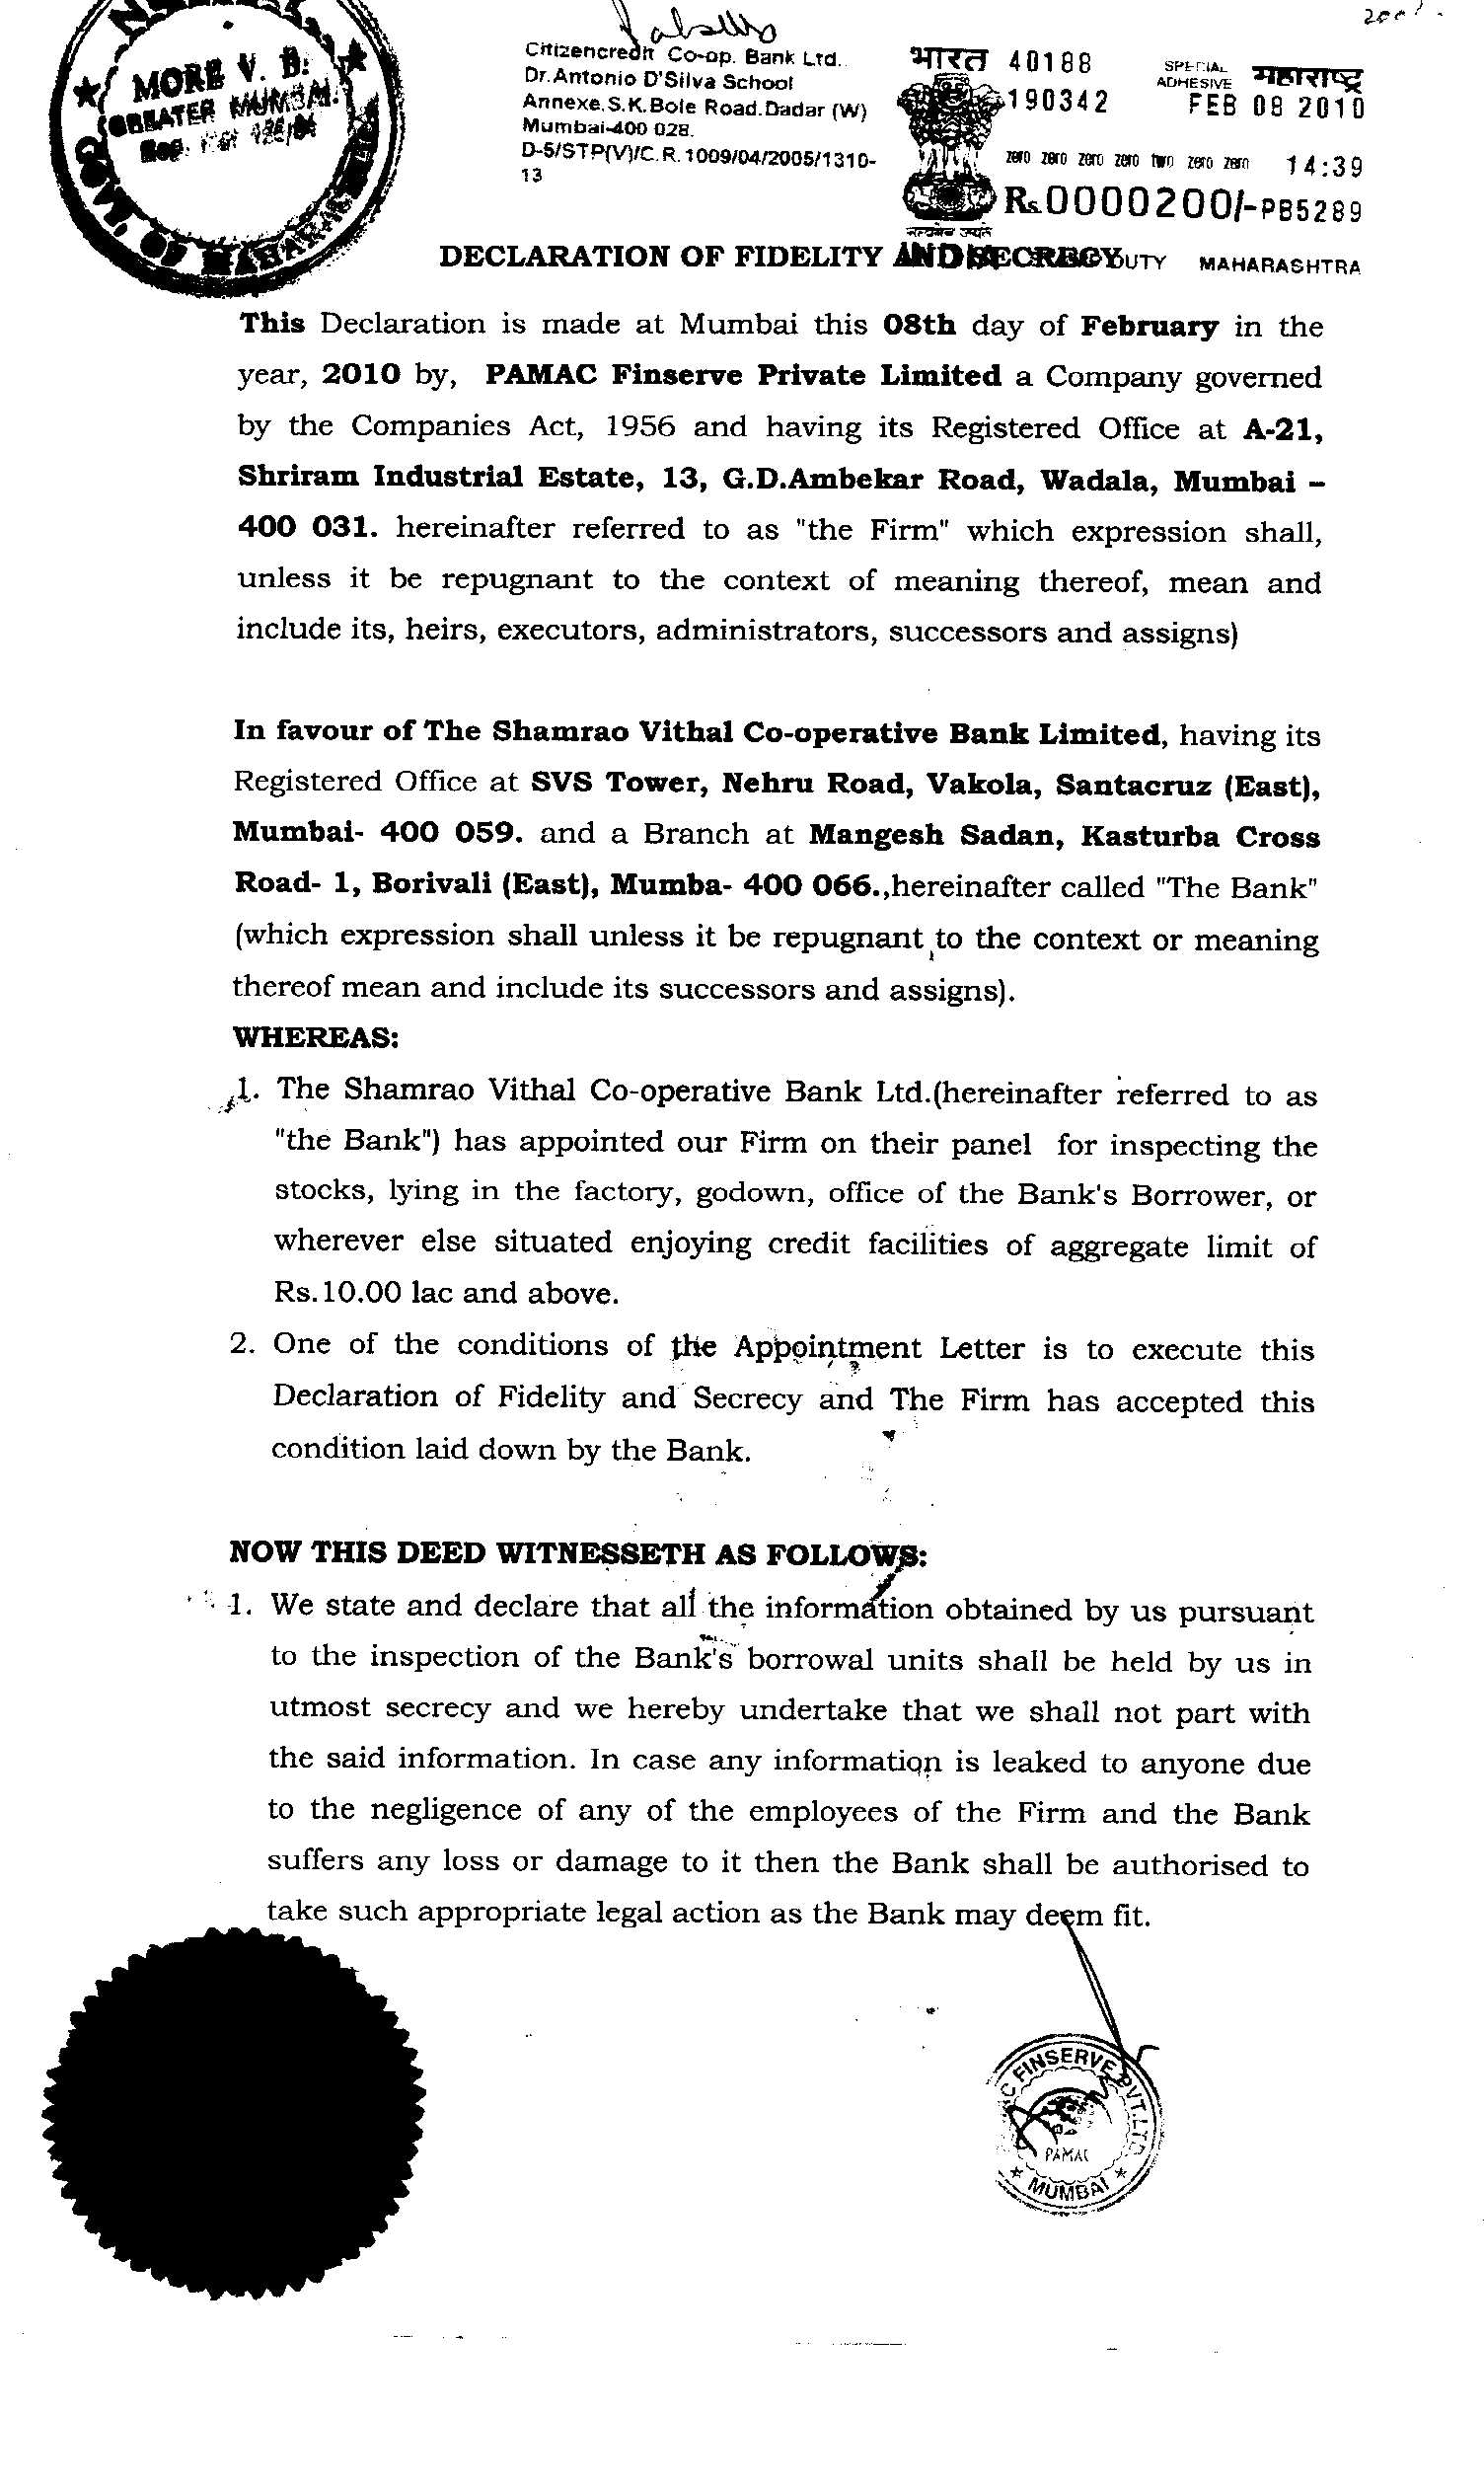 MORE V. B.
GREATER MUMBAI.
Citizencredit Co-op. Bank Ltd.
Dr.Antonio D'Silva School
Annexe.S.K.Bole Road.Dadar (W)
Mumbai-400 028.
D-5/STP(V)/C.R.1009/04/2005/1310-
13
भारत 40188
190342
SPECIAL
ADHESIVE
महाराष्ट्र
FEB 08 2010
zero zero zero zero two zero zero 14:39
Rs.0000200/-PB5289
सत्यमेव जयते
DUTY MAHARASHTRA
DECLARATION OF FIDELITY AND SECRECY
This Declaration is made at Mumbai this 08th day of February in the
year, 2010 by, PAMAC Finserve Private Limited a Company governed
by the Companies Act, 1956 and having its Registered Office at A-21,
Shriram Industrial Estate, 13, G.D.Ambekar Road, Wadala, Mumbai –
400 031. hereinafter referred to as "the Firm" which expression shall,
unless it be repugnant to the context of meaning thereof, mean and
include its, heirs, executors, administrators, successors and assigns)
In favour of The Shamrao Vithal Co-operative Bank Limited, having its
Registered Office at SVS Tower, Nehru Road, Vakola, Santacruz (East),
Mumbai- 400 059. and a Branch at Mangesh Sadan, Kasturba Cross
Road- 1, Borivali (East), Mumba- 400 066.,hereinafter called "The Bank"
(which expression shall unless it be repugnant to the context or meaning
thereof mean and include its successors and assigns).
WHEREAS:
1. The Shamrao Vithal Co-operative Bank Ltd.(hereinafter referred to as
"the Bank") has appointed our Firm on their panel for inspecting the
stocks, lying in the factory, godown, office of the Bank's Borrower, or
wherever else situated enjoying credit facilities of aggregate limit of
Rs.10.00 lac and above.
2. One of the conditions of the Appointment Letter is to execute this
Declaration of Fidelity and Secrecy and The Firm has accepted this
condition laid down by the Bank.
NOW THIS DEED WITNESSETH AS FOLLOWS:
1. We state and declare that all the information obtained by us pursuant
to the inspection of the Bank's borrowal units shall be held by us in
utmost secrecy and we hereby undertake that we shall not part with
the said information. In case any information is leaked to anyone due
to the negligence of any of the employees of the Firm and the Bank
suffers any loss or damage to it then the Bank shall be authorised to
take such appropriate legal action as the Bank may deem fit.
FINSERVE PVT.LTD.
PAMAC
MUMBAI